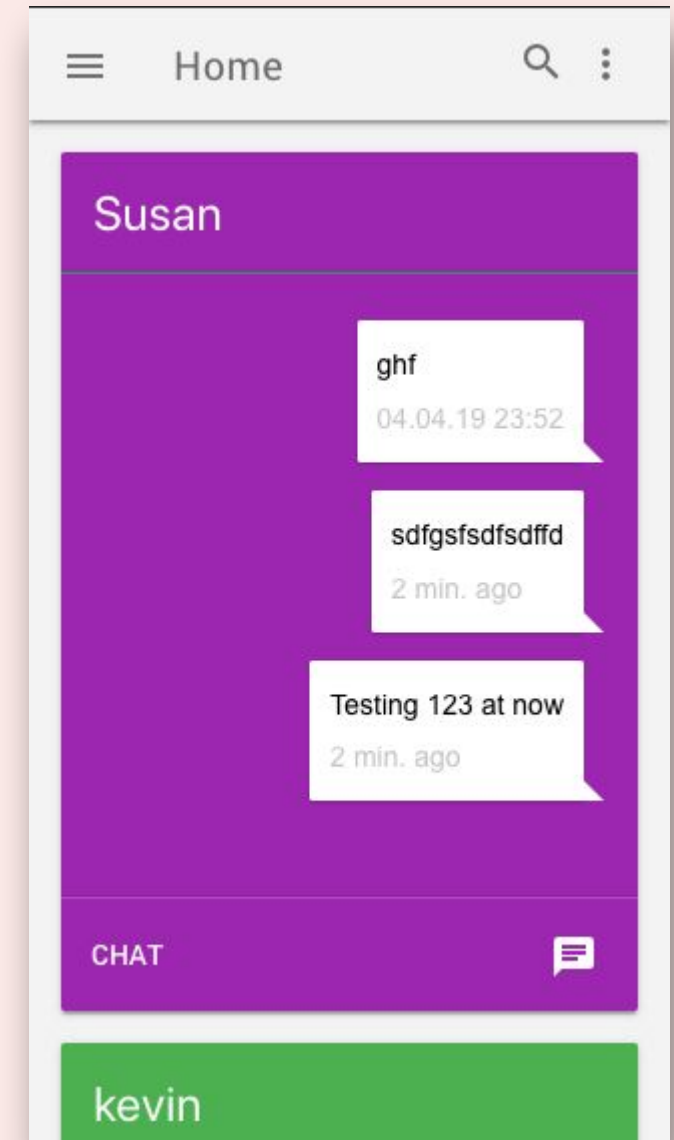 Home
Susan
ghf
04.04.19 23:52
sdfgsfsdfsdffd
2 min. ago
Testing 123 at now
2 min. ago
CHAT
kevin